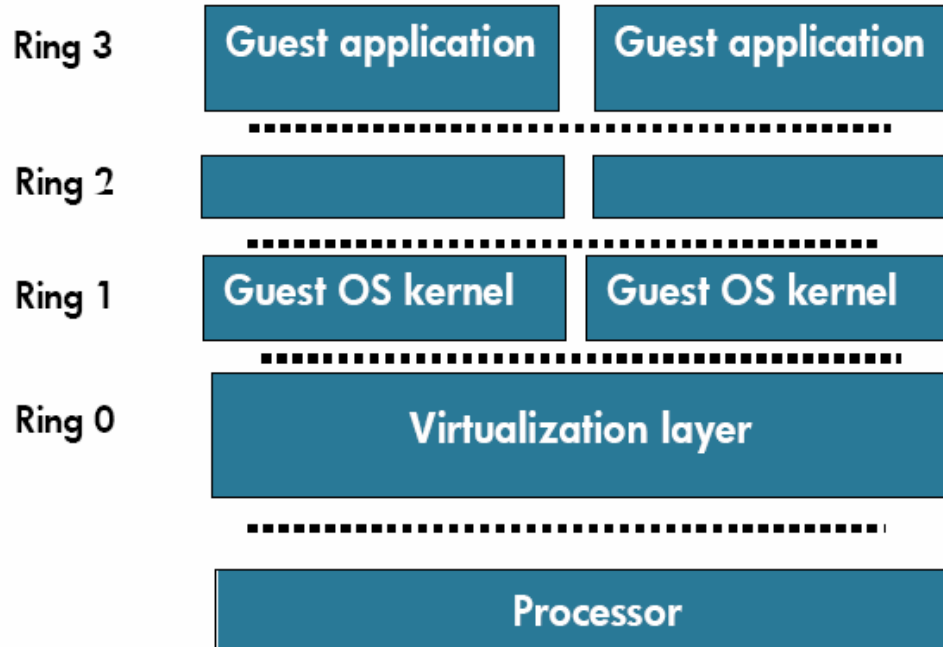 Ring 3
Guest application
Guest application
Ring 2
Ring 1
Guest OS kernel
Guest OS kernel
Ring 0
Virtualization layer
Processor